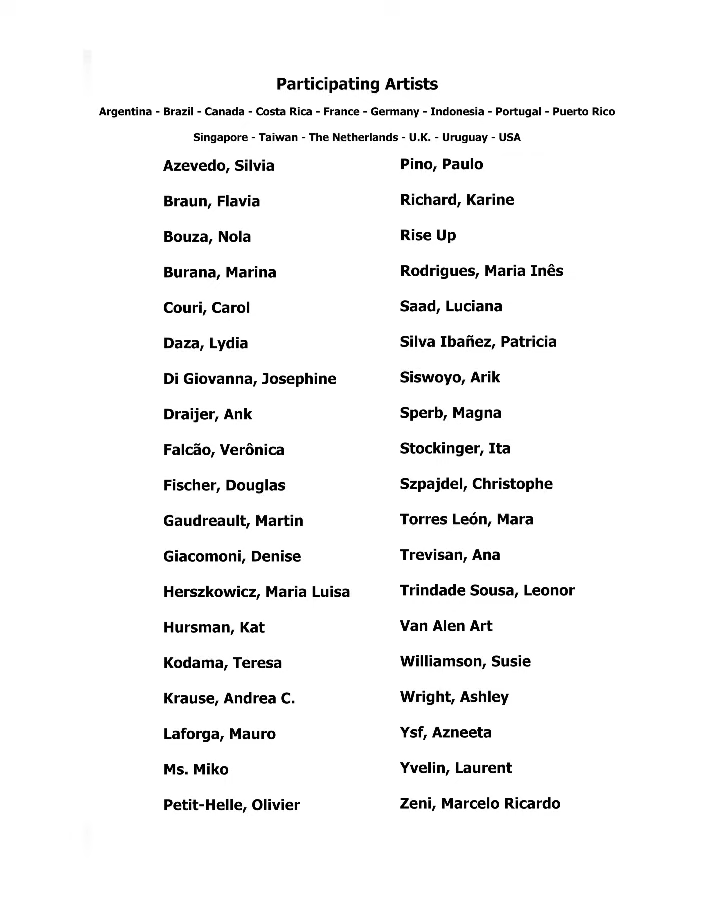 Participating Artists
Argentina - Brazil - Canada - Costa Rica - France - Germany - Indonesia - Portugal - Puerto Rico
Singapore - Taiwan - The Netherlands - U.K. - Uruguay - USA
Azevedo, Silvia
Braun, Flavia
Bouza, Nola
Burana, Marina
Couri, Carol
Daza, Lydia
Di Giovanna, Josephine
Draijer, Ank
Falcão, Verônica
Fischer, Douglas
Gaudreault, Martin
Giacomoni, Denise
Herszkowicz, Maria Luisa
Hursman, Kat
Kodama, Teresa
Krause, Andrea C.
Laforga, Mauro
Ms. Miko
Petit-Helle, Olivier
Pino, Paulo
Richard, Karine
Rise Up
Rodrigues, Maria Inês
Saad, Luciana
Silva Ibañez, Patricia
Siswoyo, Arik
Sperb, Magna
Stockinger, Ita
Szpajdel, Christophe
Torres León, Mara
Trevisan, Ana
Trindade Sousa, Leonor
Van Alen Art
Williamson, Susie
Wright, Ashley
Ysf, Azneeta
Yvelin, Laurent
Zeni, Marcelo Ricardo